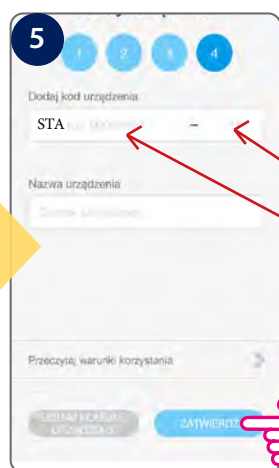 5
1 2 3 4
Dodaj kod urządzenia
STA –
Nazwa urządzenia
Przeczytaj warunki korzystania
ZATWIERDŹ